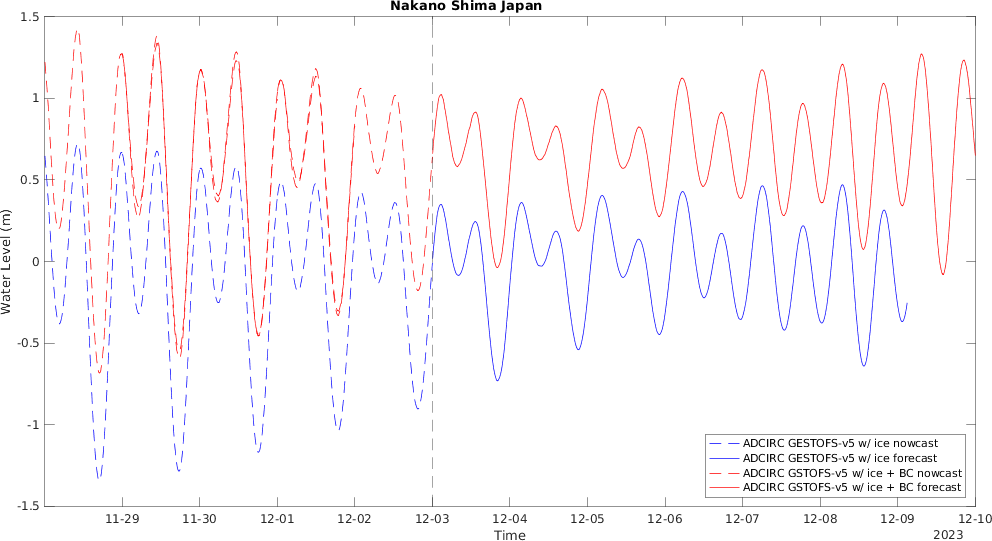 Nakano Shima Japan
1.5
1
0.5
0
-0.5
-1
-1.5
Water Level (m)
11-29 11-30 12-01 12-02 12-03 12-04 12-05 12-06 12-07 12-08 12-09 12-10
Time
2023
ADCIRC GESTOFS-v5 w/ ice nowcast
ADCIRC GESTOFS-v5 w/ ice forecast
ADCIRC GSTOFS-v5 w/ ice + BC nowcast
ADCIRC GSTOFS-v5 w/ ice + BC forecast